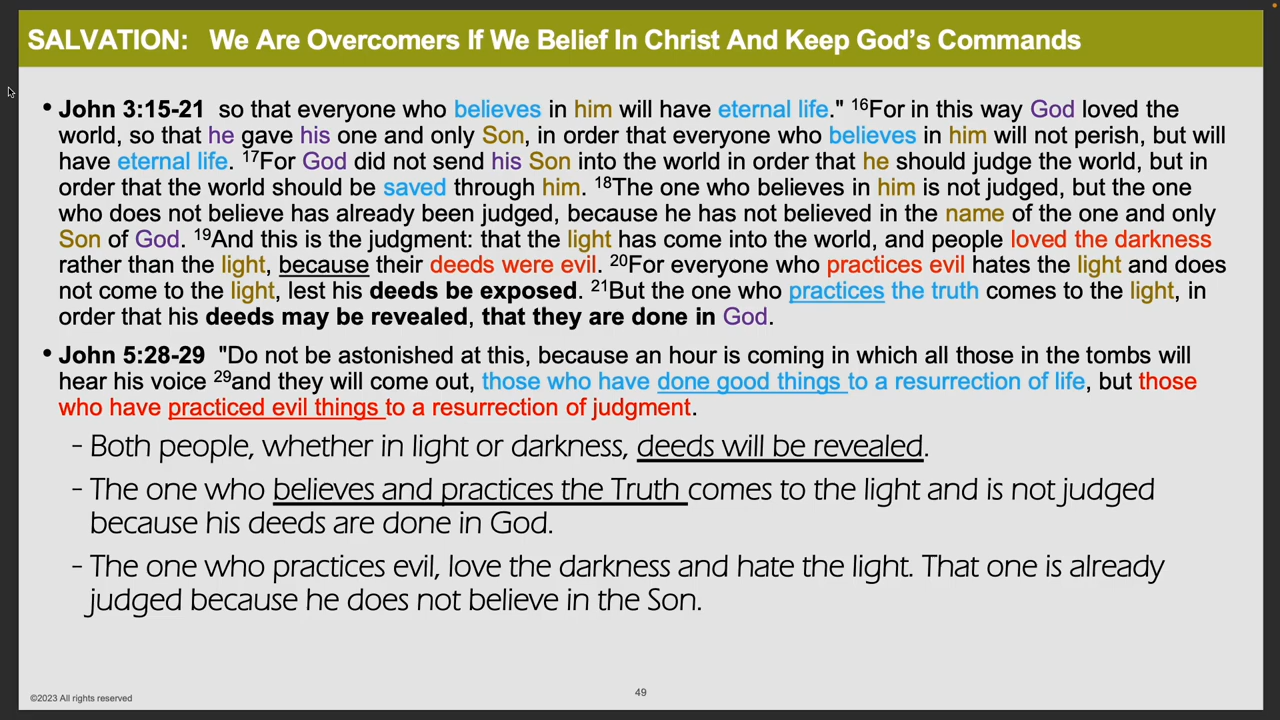 SALVATION: We Are Overcomers If We Belief In Christ And Keep God's Commands
• John 3:15-21 so that everyone who believes in him will have eternal life." 16For in this way God loved the
world, so that he gave his one and only Son, in order that everyone who believes in him will not perish, but will
have eternal life. 17For God did not send his Son into the world in order that he should judge the world, but in
order that the world should be saved through him. 18The one who believes in him is not judged, but the one
who does not believe has already been judged, because he has not believed in the name of the one and only
Son of God. 19And this is the judgment: that the light has come into the world, and people loved the darkness
rather than the light, because their deeds were evil. 20For everyone who practices evil hates the light and does
not come to the light, lest his deeds be exposed. 21But the one who practices the truth comes to the light, in
order that his deeds may be revealed, that they are done in God.
• John 5:28-29 "Do not be astonished at this, because an hour is coming in which all those in the tombs will
hear his voice 29and they will come out, those who have done good things to a resurrection of life, but those
who have practiced evil things to a resurrection of judgment.
- Both people, whether in light or darkness, deeds will be revealed.
- The one who believes and practices the Truth comes to the light and is not judged
because his deeds are done in God.
- The one who practices evil, love the darkness and hate the light. That one is already
judged because he does not believe in the Son.
©2023 All rights reserved
49